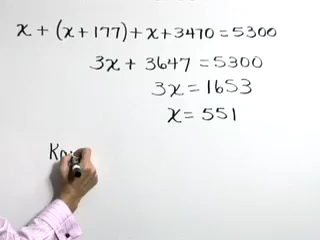 x + (x + 177) + x + 3470 = 5300
3x + 3647 = 5300
3x = 1653
x = 551